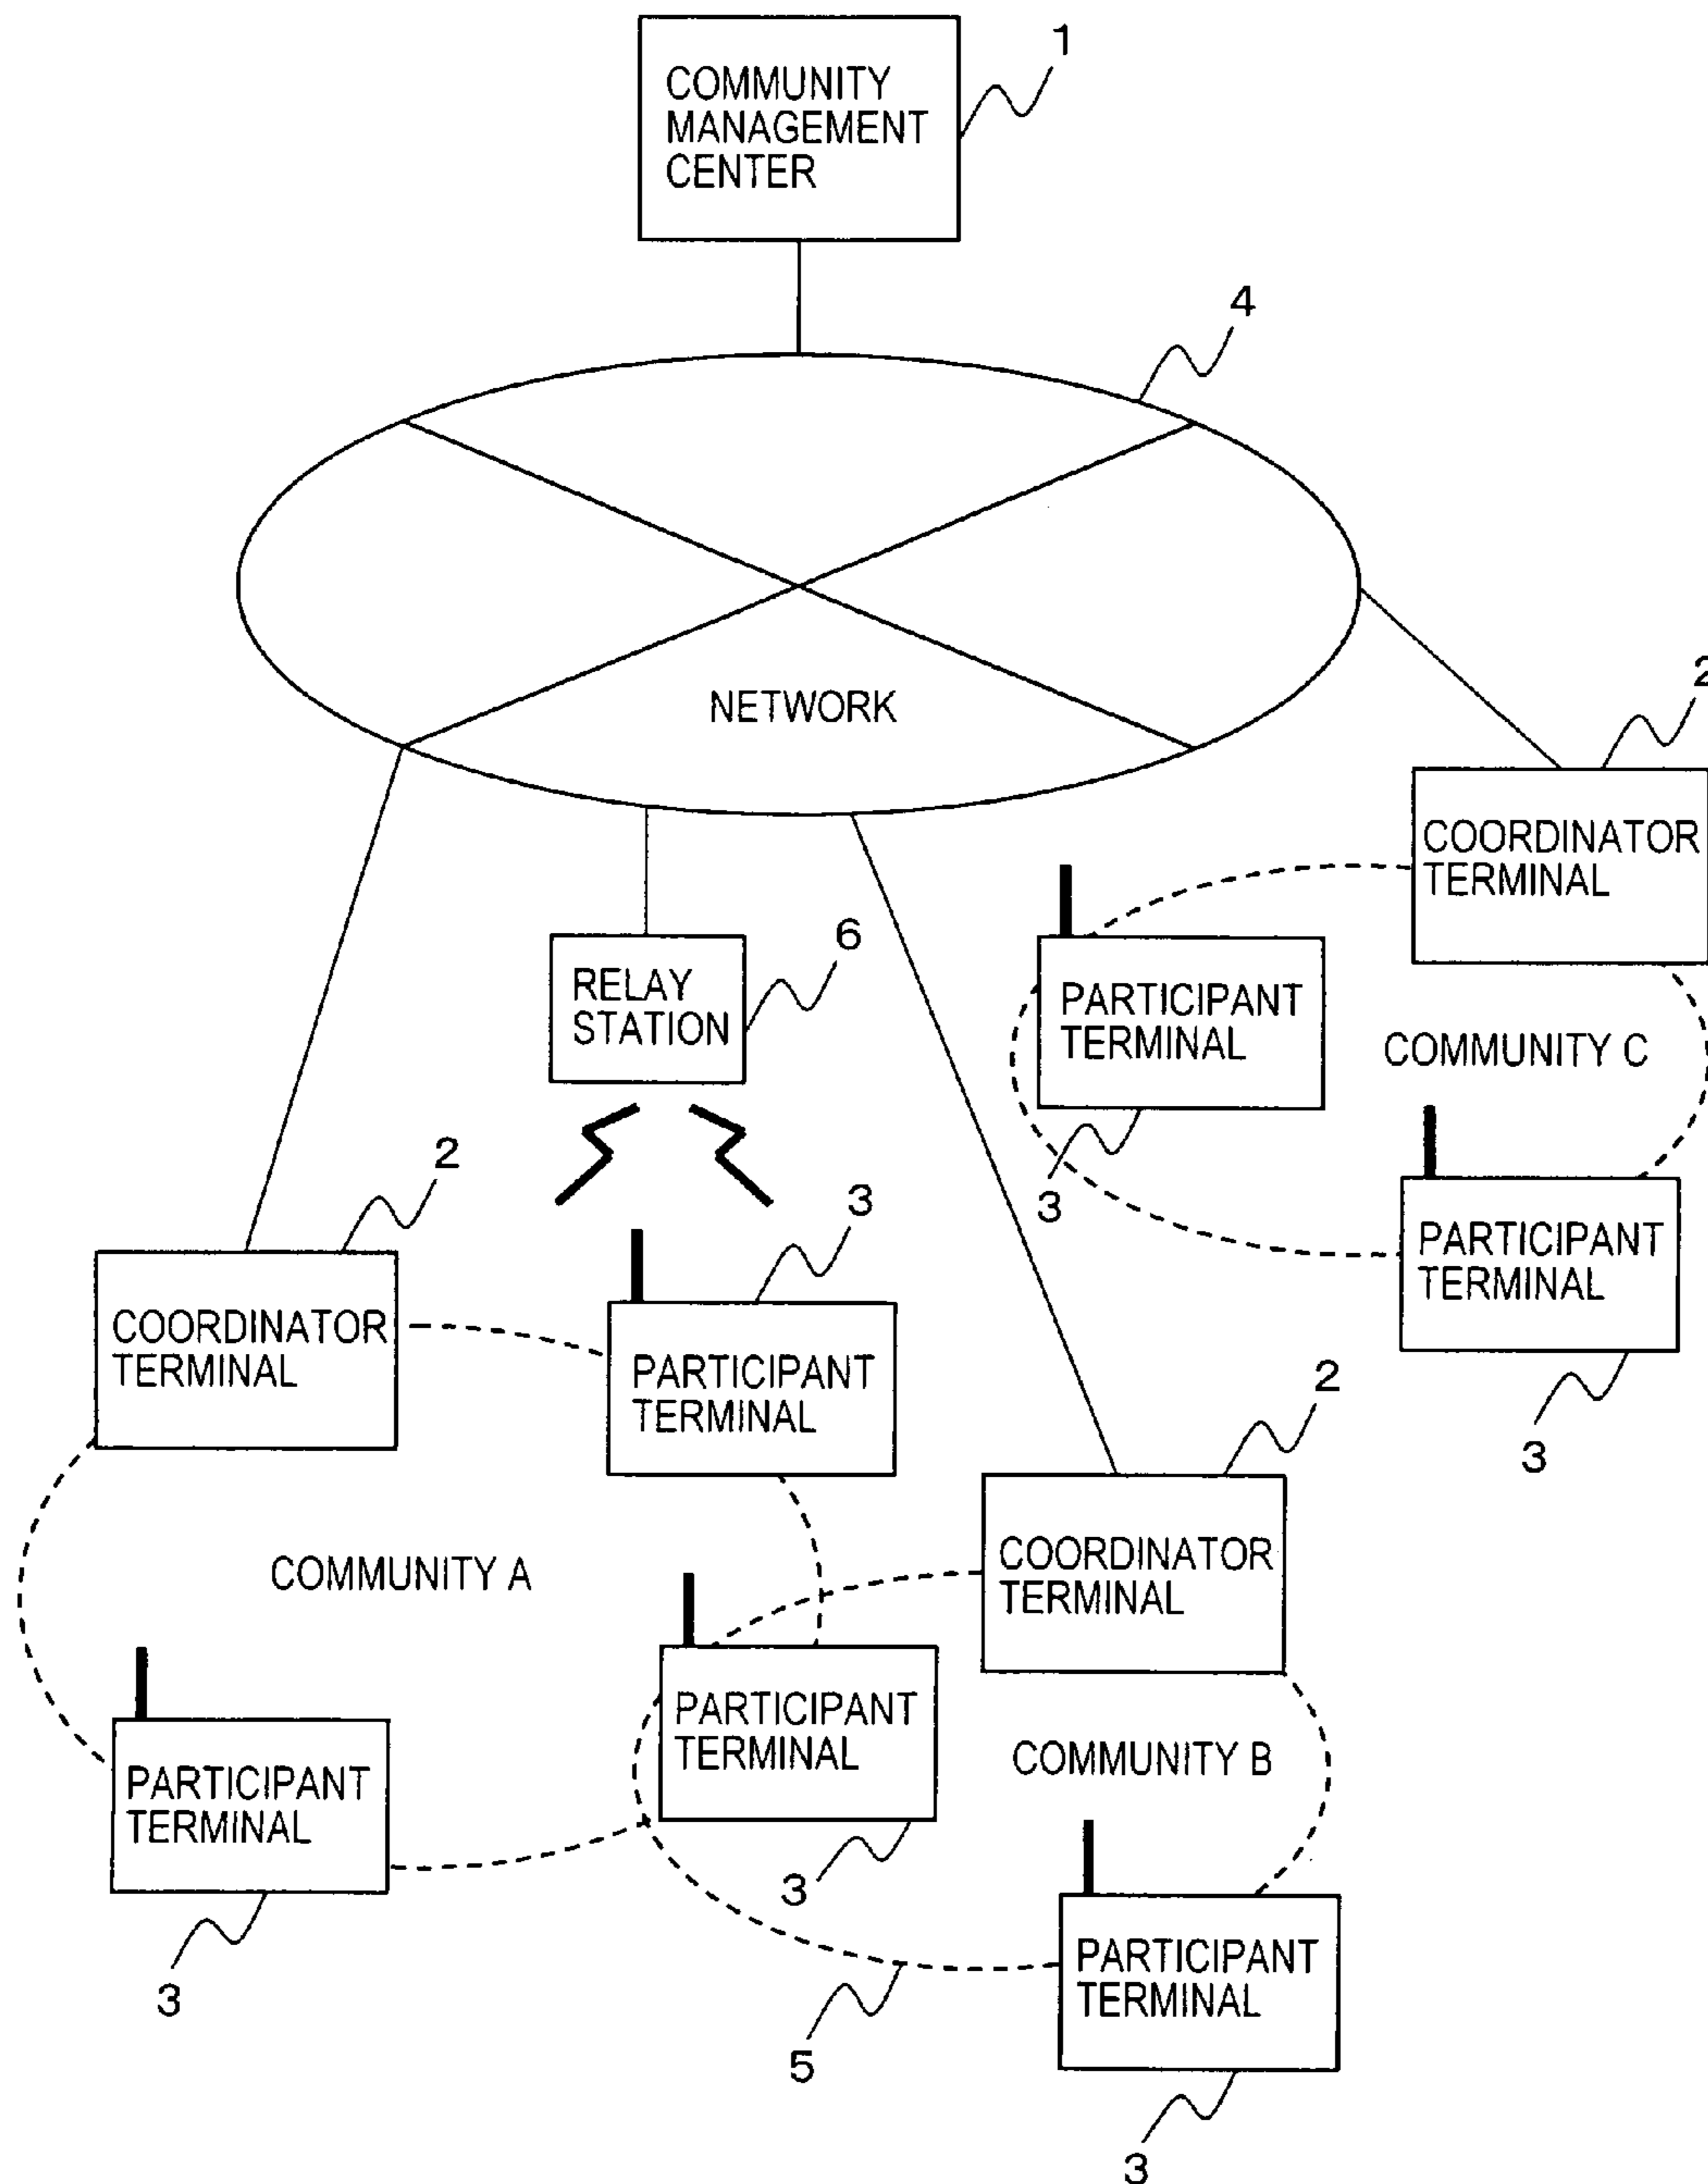 1
COMMUNITY
MANAGEMENT
CENTER
4
NETWORK
2
COORDINATOR
TERMINAL
6
RELAY
STATION
PARTICIPANT
TERMINAL
COMMUNITY C
3
2
3
PARTICIPANT
TERMINAL
COORDINATOR
TERMINAL
PARTICIPANT
TERMINAL
2
3
COMMUNITY A
COORDINATOR
TERMINAL
PARTICIPANT
TERMINAL
COMMUNITY B
PARTICIPANT
TERMINAL
3
3
PARTICIPANT
TERMINAL
5
3